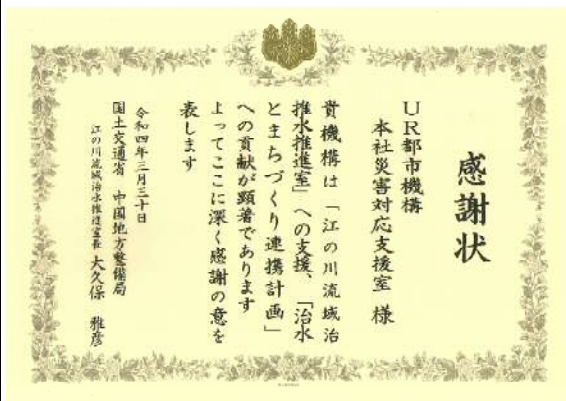 感謝状
UR都市機構
本社災害対応支援室 様
貴機構は「江の川流域治
推水推進室」への支援、「治水
とまちづくり連携計画」
への貢献が顕著であります
よってここに深く感謝の意を
表します
令和四年三月三十日
国土交通省 中国地方整備局
江の川流域治水推進室長 大久保 雅彦